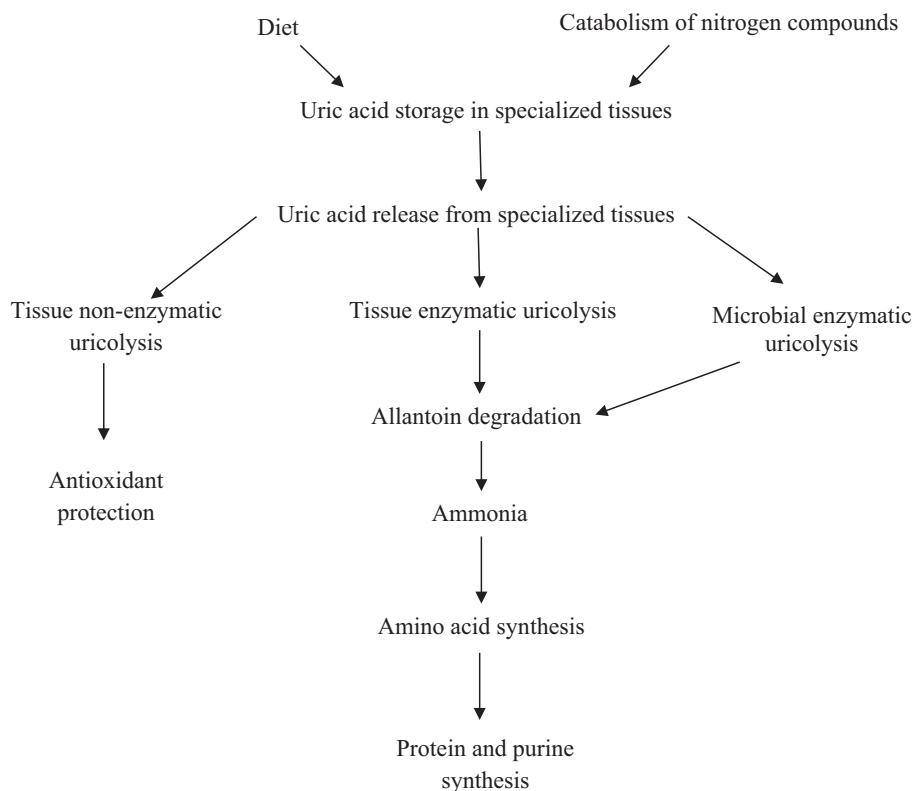 Diet
Catabolism of nitrogen compounds
Uric acid storage in specialized tissues
Uric acid release from specialized tissues
Tissue non-enzymatic
uricolysis
Tissue enzymatic uricolysis
Microbial enzymatic
uricolysis
Allantoin degradation
Antioxidant
protection
Ammonia
Amino acid synthesis
Protein and purine
synthesis